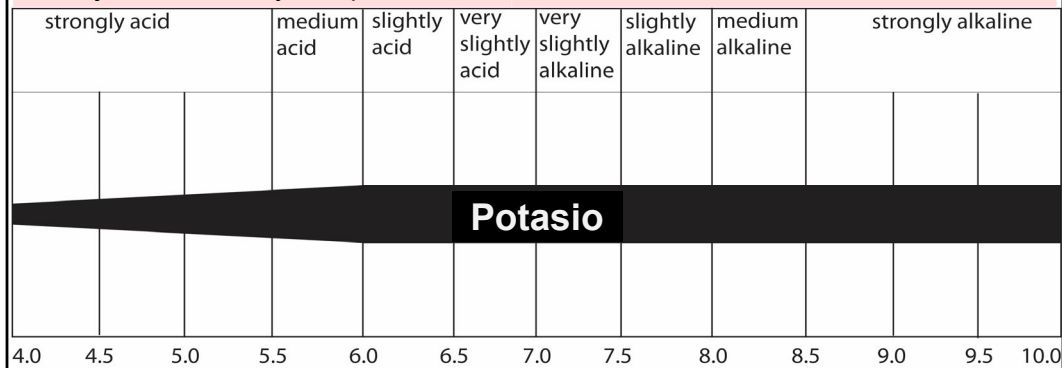 strongly acid
medium
acid
slightly
acid
very
slightly
acid
very
slightly
alkaline
slightly
alkaline
medium
alkaline
strongly alkaline
Potasio
4.0 4.5 5.0 5.5 6.0 6.5 7.0 7.5 8.0 8.5 9.0 9.5 10.0